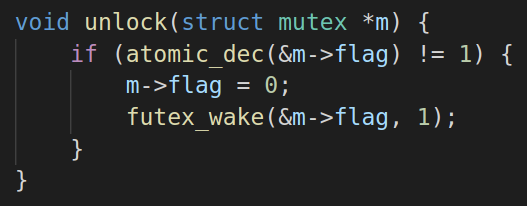 void unlock(struct mutex *m) {
    if (atomic_dec(&m->flag) != 1) {
        m->flag = 0;
        futex_wake(&m->flag, 1);
    }
}